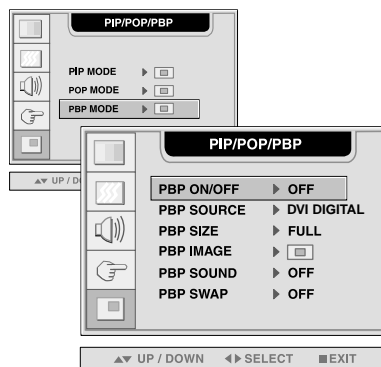 PIP/POP/PBP
PIP MODE
POP MODE
PBP MODE
▲▼ UP / D
PIP/POP/PBP
PBP ON/OFF ▶ OFF
PBP SOURCE ▶ DVI DIGITAL
PBP SIZE ▶ FULL
PBP IMAGE ▶
PBP SOUND ▶ OFF
PBP SWAP ▶ OFF
▲▼ UP / DOWN ◀▶ SELECT ■ EXIT